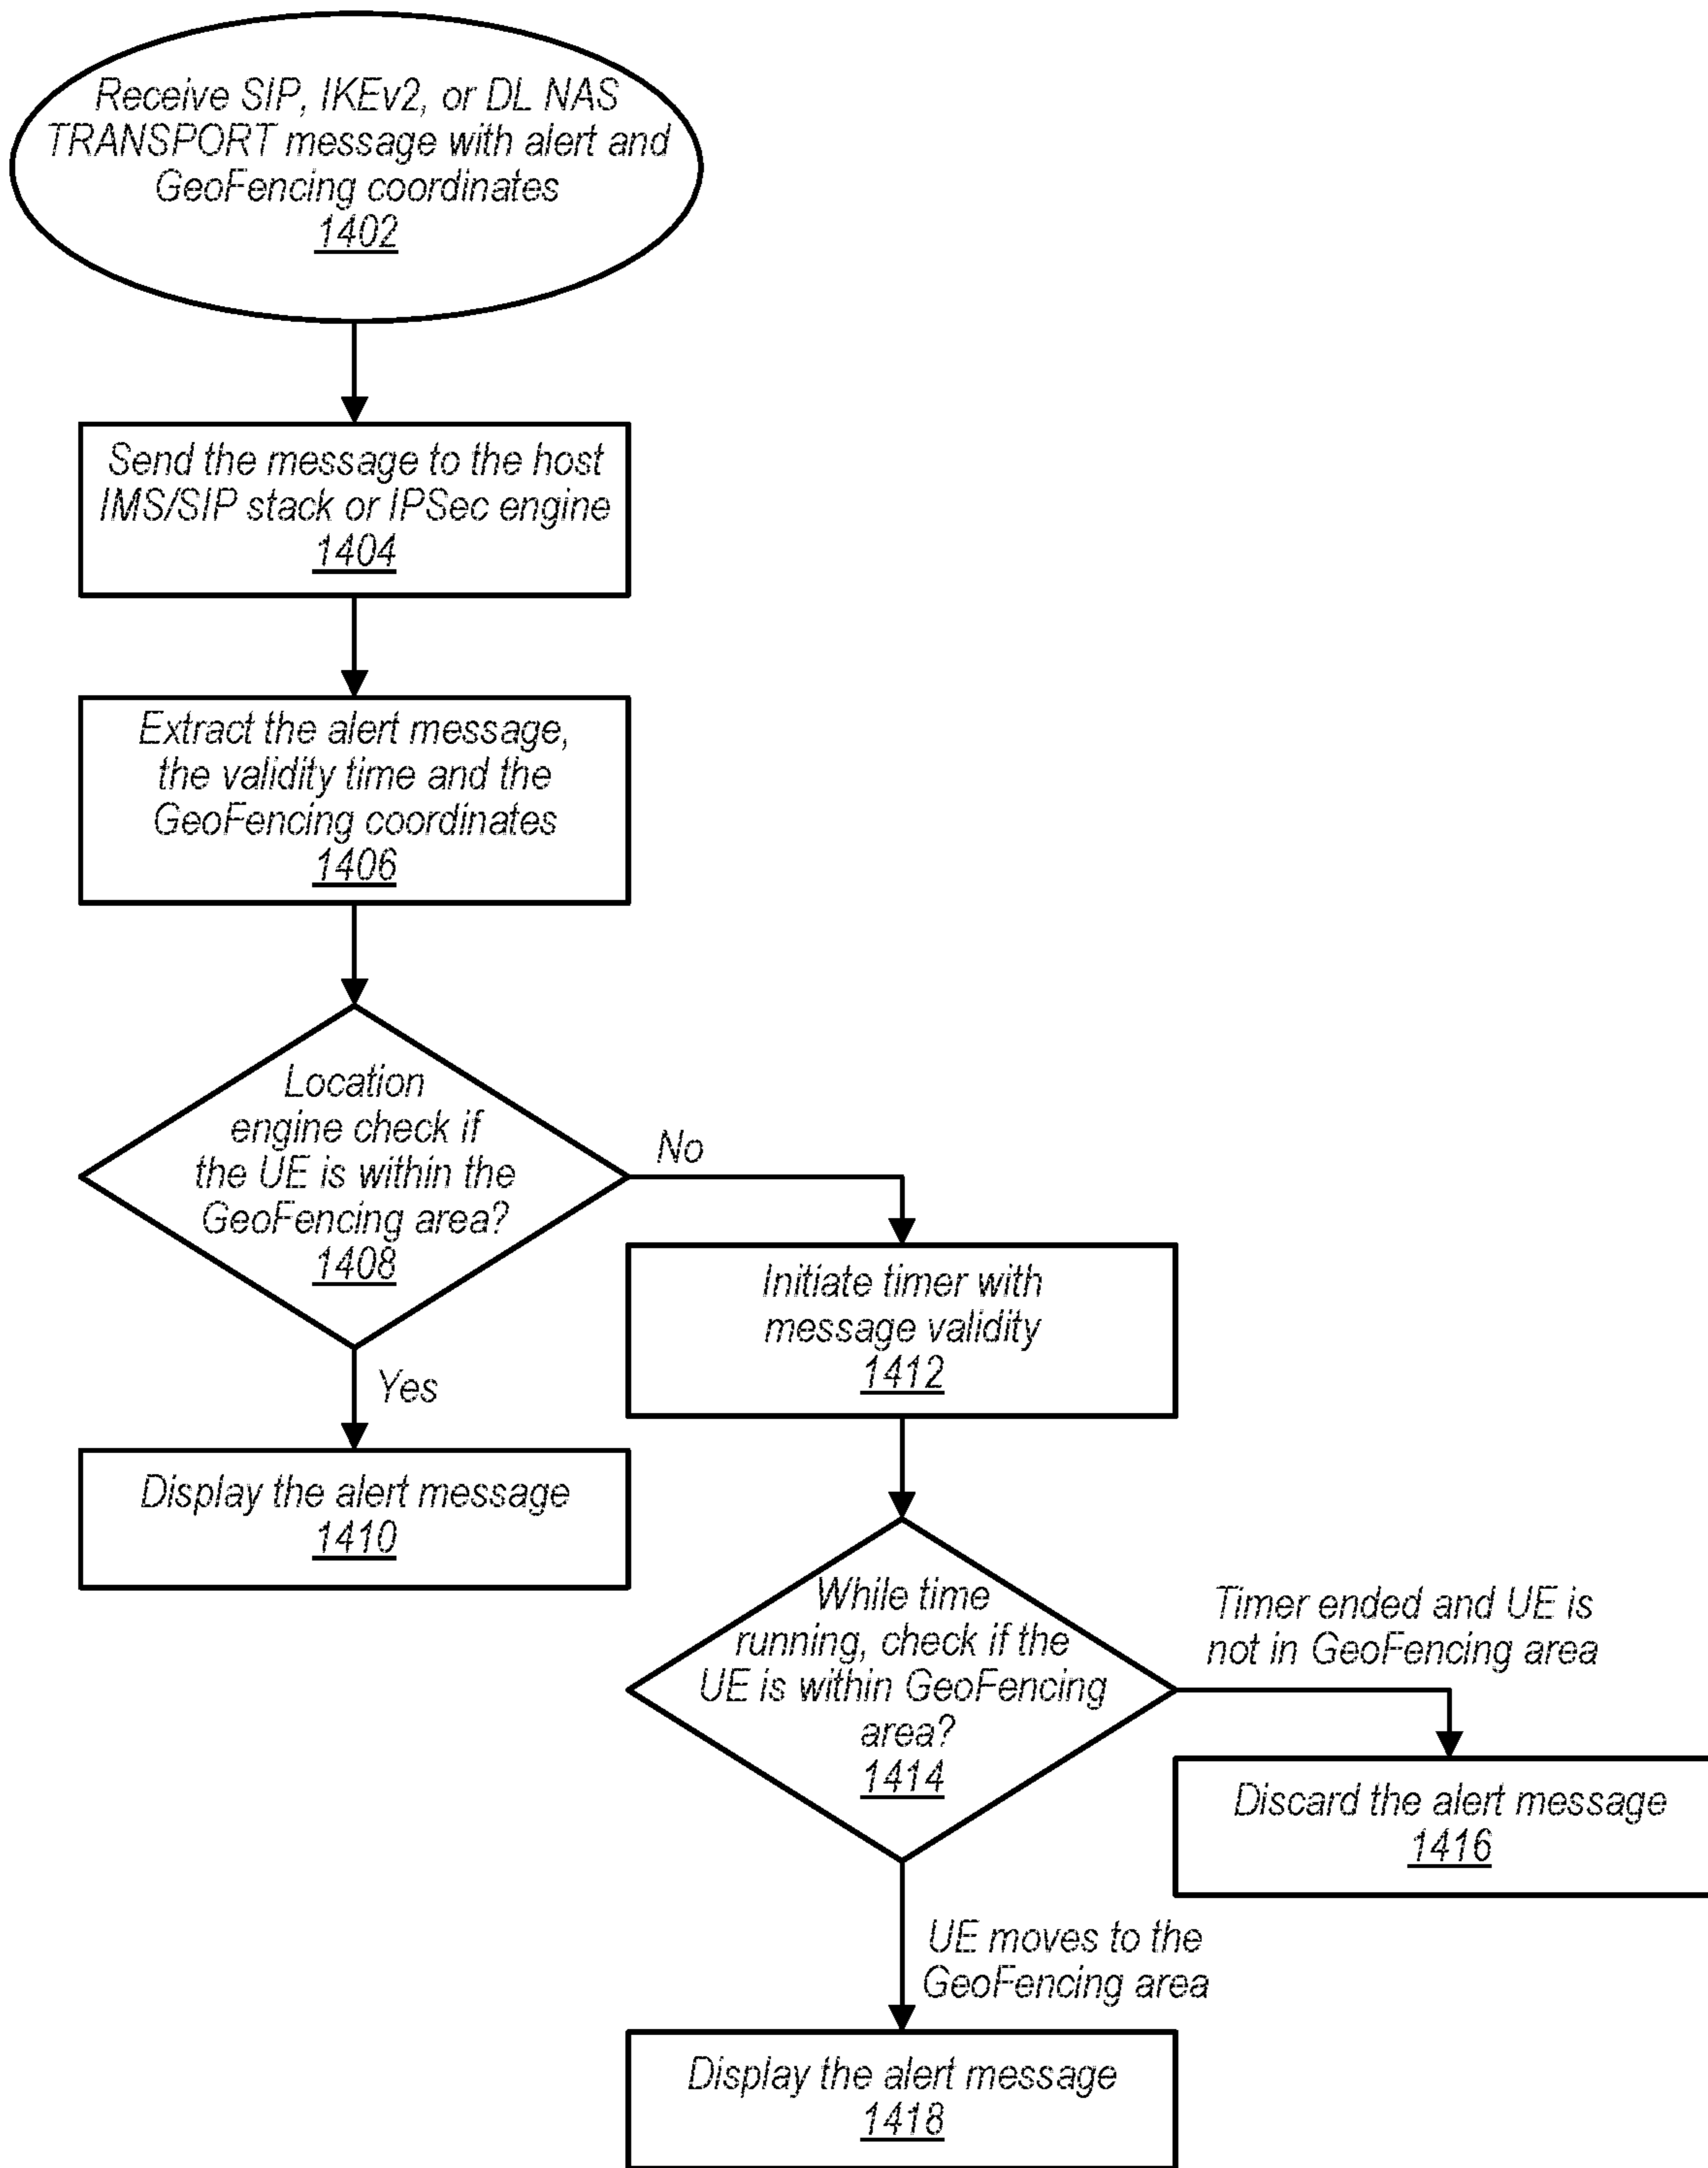 Receive SIP, IKEv2, or DL NAS
TRANSPORT message with alert and
GeoFencing coordinates
1402
Send the message to the host
IMS/SIP stack or IPSec engine
1404
Extract the alert message,
the validity time and the
GeoFencing coordinates
1406
Location
engine check if
the UE is within the
GeoFencing area?
1408
No
Yes
Display the alert message
1410
Initiate timer with
message validity
1412
While time
running, check if the
UE is within GeoFencing
area?
1414
Timer ended and UE is
not in GeoFencing area
Discard the alert message
1416
UE moves to the
GeoFencing area
Display the alert message
1418